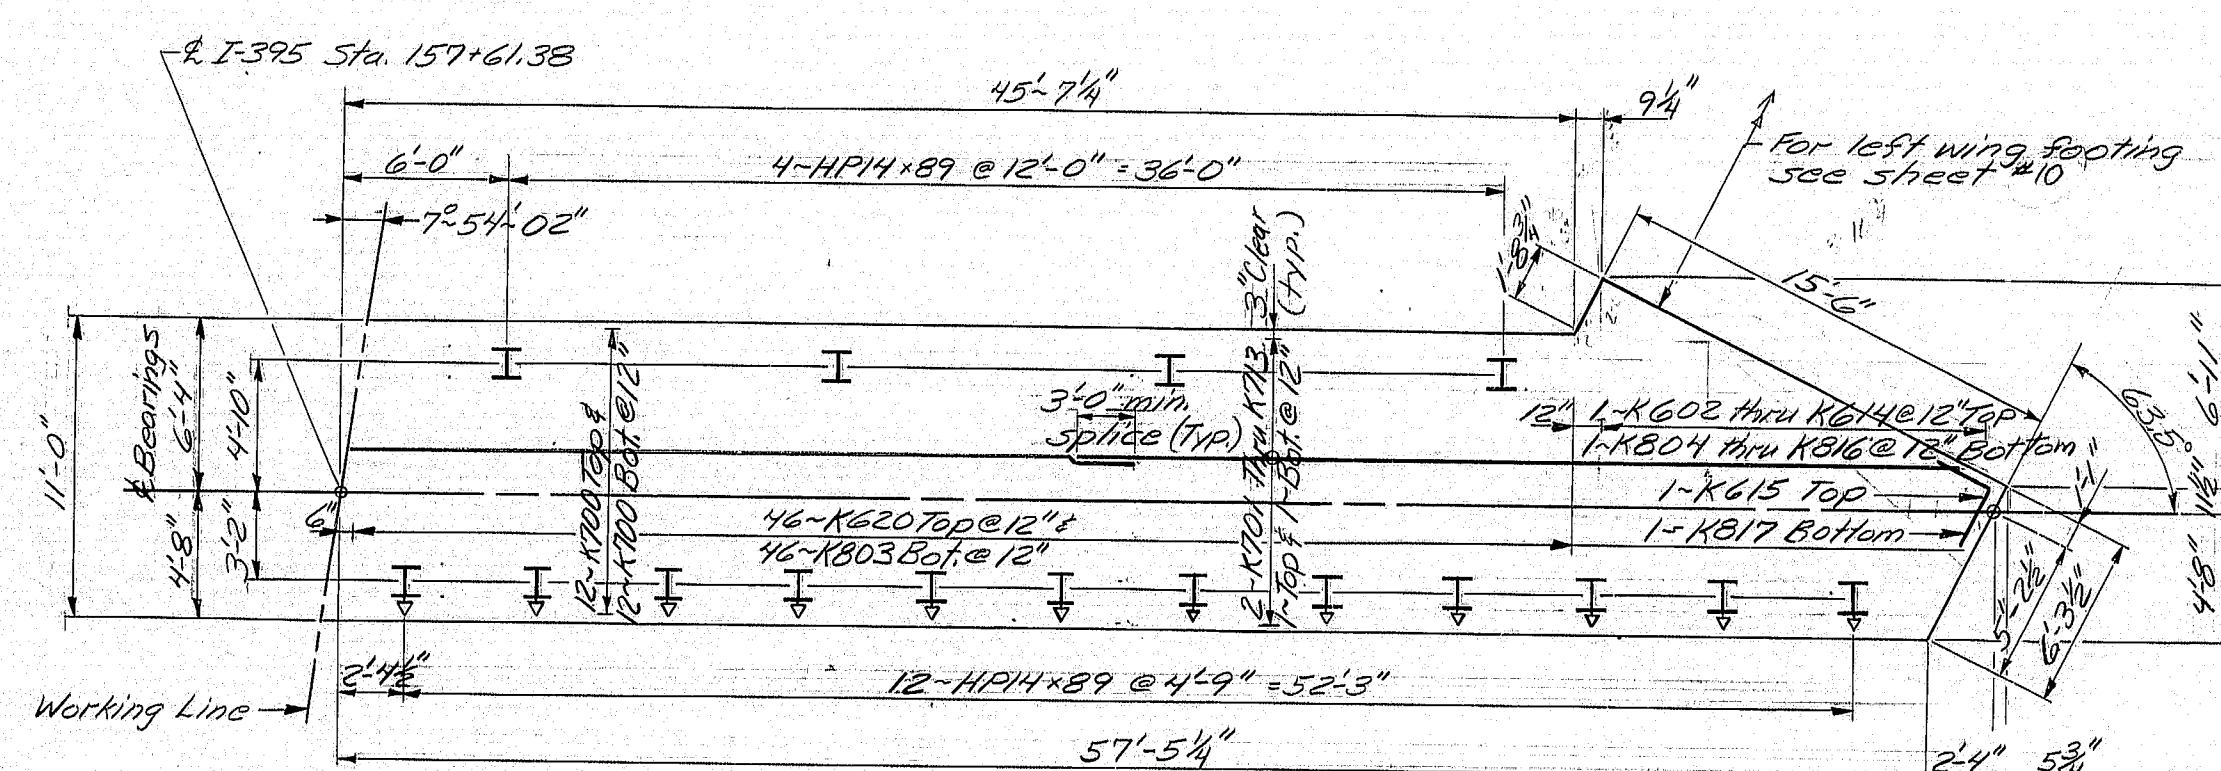 ℄ I-395 Sta. 157+61.38
45'~7¼"
9¼"
6'-0"
4~HP14×89 @ 12'-0" = 36'-0"
For left wing footing
see sheet #10
7°~54'~02"
1'-8¾"
3" Clear
(typ.)
15'-6"
11'-0"
℄ Bearings
6'-4"
4'-10"
4'-8"
3'-2"
6"
12~K700 Top &
12~K700 Bot. @ 12"
3'-0" min.
splice (Typ.)
2~K701 Thru K713
1~Top & 1~Bot. @ 12"
12"
1~K602 thru K614 @ 12" Top
1~K804 thru K816 @ 12" Bottom
1~K615 Top
1~K817 Bottom
46~K620 Top @ 12" &
46~K803 Bot. @ 12"
63.5°
1'-1"
6'-11"
1½"
4'-8"
5'-2½"
6'-3½"
2'-4½"
12~HP14×89 @ 4'-9" = 52'-3"
Working Line
57'-5¼"
2'-4"
5¾"